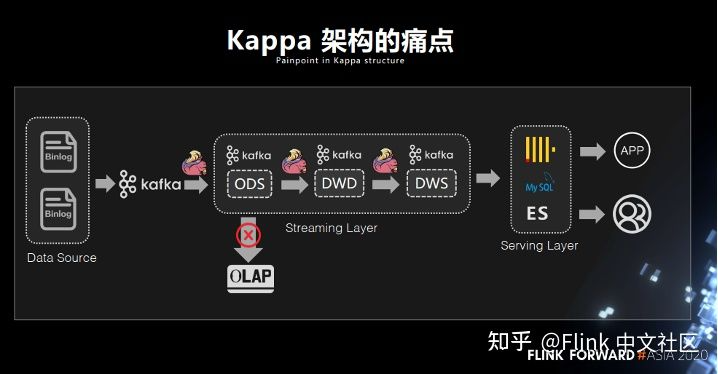 Kappa 架构的痛点
Painpoint in Kappa structure
Binlog
Binlog
Data Source
kafka
kafka
ODS
kafka
DWD
kafka
DWS
Streaming Layer
OLAP
MySQL
ES
Serving Layer
APP
知乎 @Flink 中文社区
FLINK FORWARD #ASIA 2020